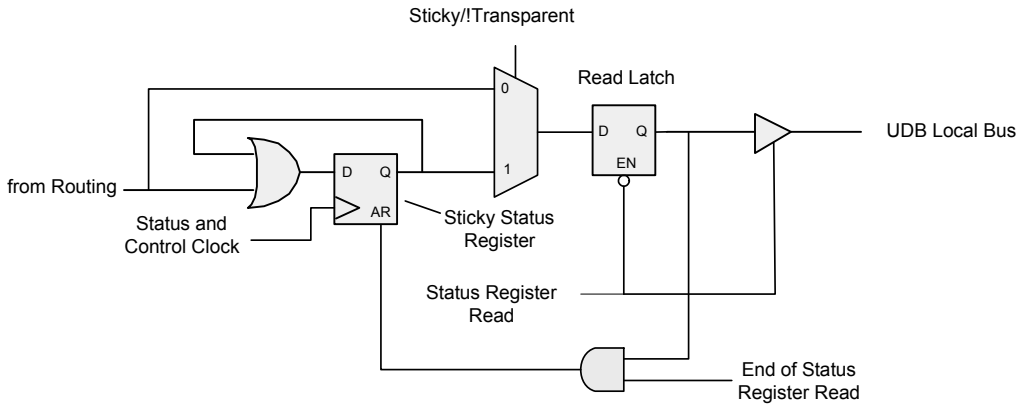 Sticky/!Transparent
0
Read Latch
D Q
EN
UDB Local Bus
1
D Q
AR
from Routing
Status and
Control Clock
Sticky Status
Register
Status Register
Read
End of Status
Register Read